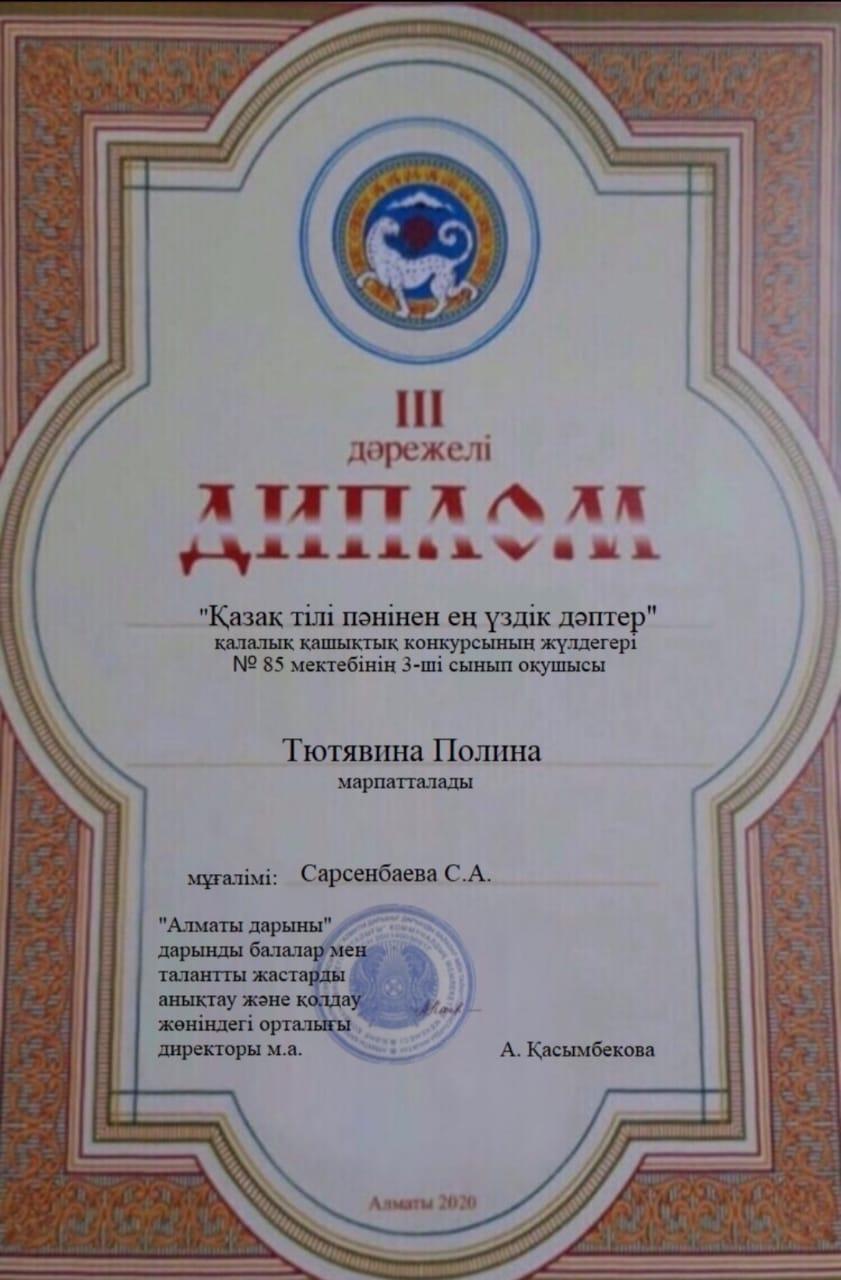 III
дәрежелі
ДИПЛОМ
"Қазақ тілі пәнінен ең үздік дәптер"
қалалық қашықтық конкурсының жүлдегері
№ 85 мектебінің 3-ші сынып оқушысы
Тютявина Полина
марпатталады
мұғалімі: Сарсенбаева С.А.
"Алматы дарыны"
дарынды балалар мен
талантты жастарды
анықтау және қолдау
жөніндегі орталығы
директоры м.а.
А. Қасымбекова
Алматы 2020